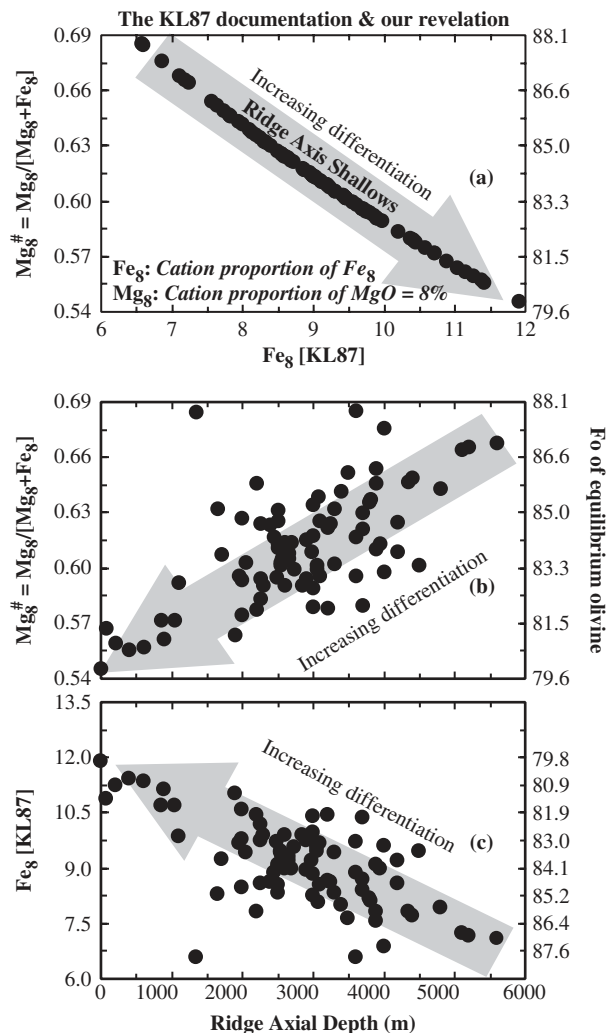 The KL87 documentation & our revelation
0.69
0.66
0.63
0.60
0.57
0.54
Mg8# = Mg8/[Mg8+Fe8]
88.1
86.6
85.0
83.3
81.5
79.6
Increasing differentiation
Ridge Axis Shallows
(a)
Fe8: Cation proportion of Fe8
Mg8: Cation proportion of MgO = 8%
6 7 8 9 10 11 12
Fe8 [KL87]
0.69
0.66
0.63
0.60
0.57
0.54
Mg8# = Mg8/[Mg8+Fe8]
88.1
86.6
85.0
83.3
81.5
79.6
Fo of equilibrium olivine
Increasing differentiation
(b)
13.5
12.0
10.5
9.0
7.5
6.0
Fe8 [KL87]
79.8
80.9
81.9
83.0
84.1
85.2
86.4
87.6
Increasing differentiation
(c)
0 1000 2000 3000 4000 5000 6000
Ridge Axial Depth (m)